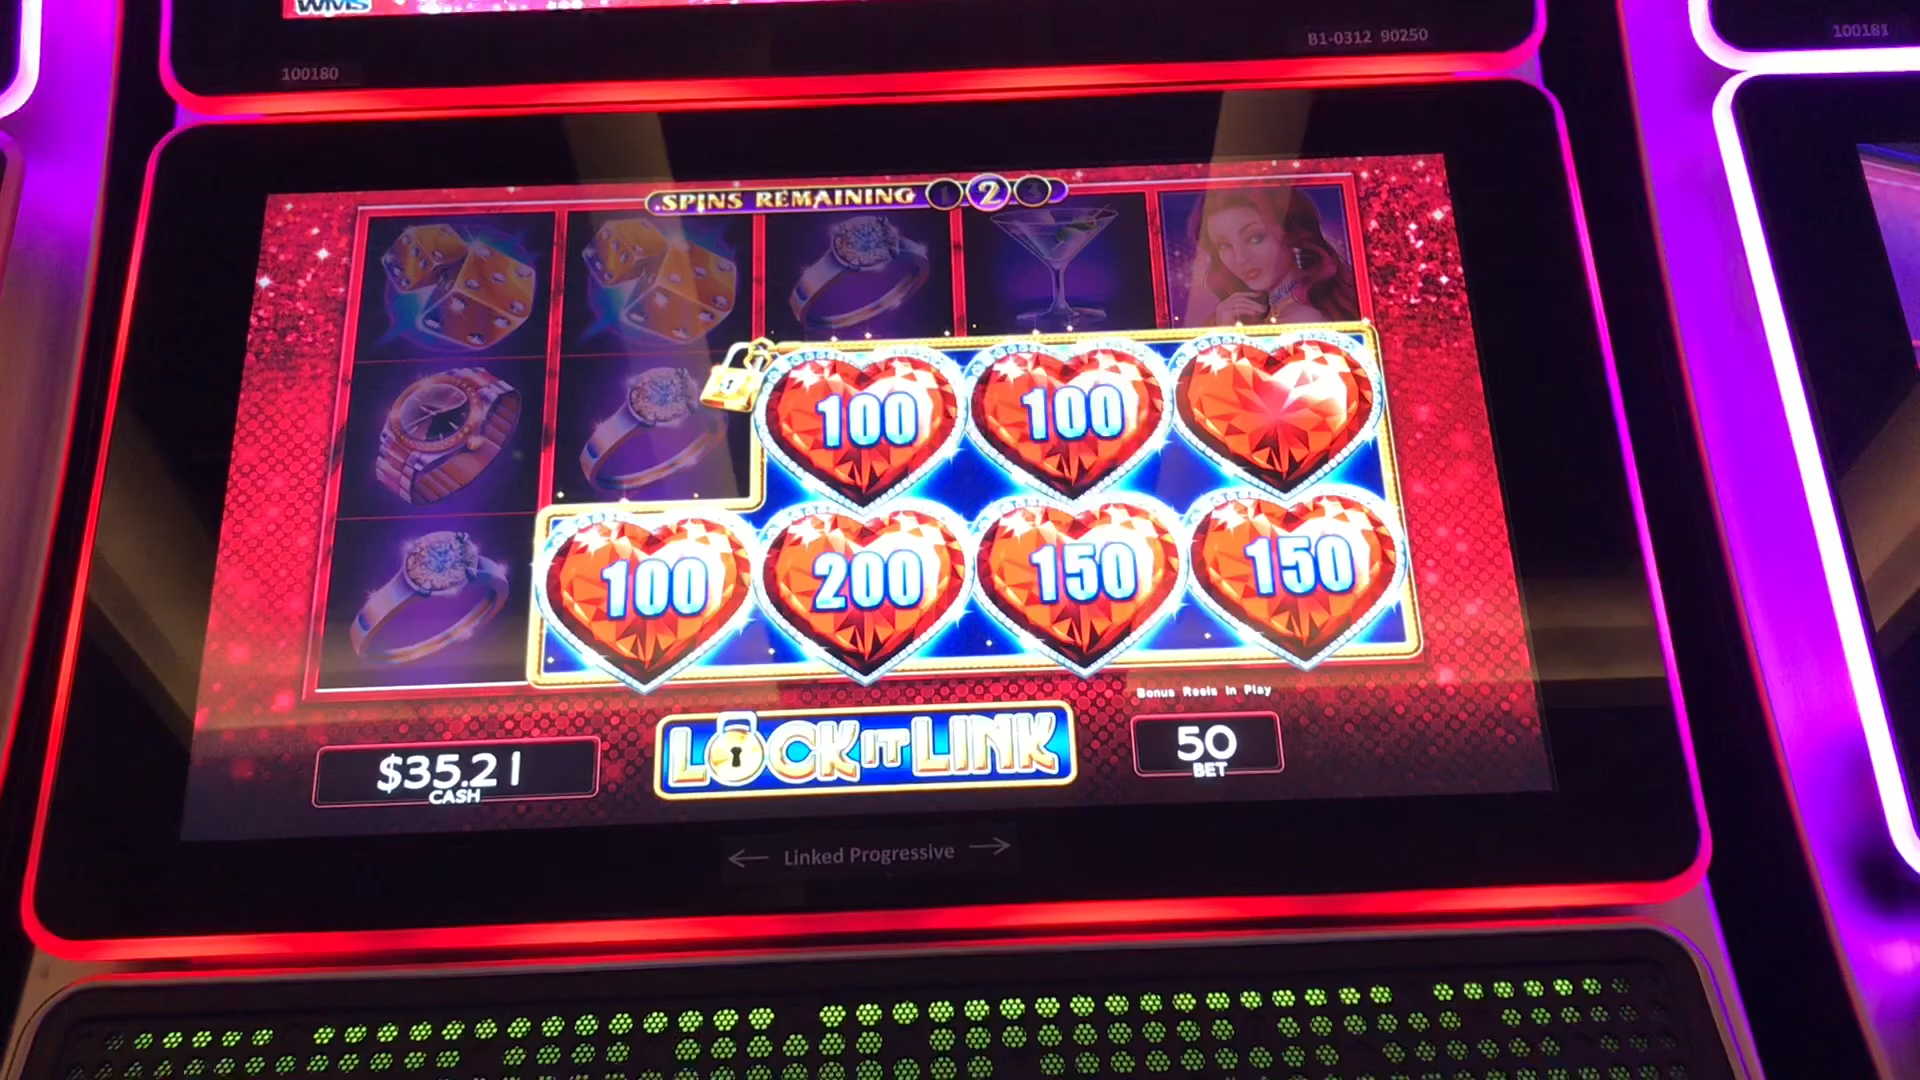 WMS
100180
B1-0312 90250
100181
SPINS REMAINING 1 2 3
100 100
100 200 150 150
Bonus Reels In Play
$35.21
CASH
LOCK IT LINK
50
BET
Linked Progressive